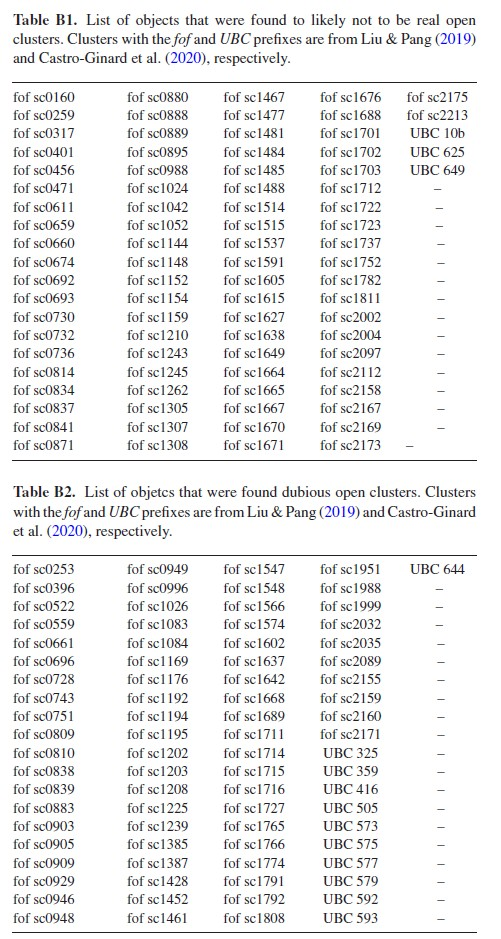 Table B1. List of objects that were found to likely not to be real open
clusters. Clusters with the fof and UBC prefixes are from Liu & Pang (2019)
and Castro-Ginard et al. (2020), respectively.
fof sc0160 fof sc0880 fof sc1467 fof sc1676 fof sc2175
fof sc0259 fof sc0888 fof sc1477 fof sc1688 fof sc2213
fof sc0317 fof sc0889 fof sc1481 fof sc1701 UBC 10b
fof sc0401 fof sc0895 fof sc1484 fof sc1702 UBC 625
fof sc0456 fof sc0988 fof sc1485 fof sc1703 UBC 649
fof sc0471 fof sc1024 fof sc1488 fof sc1712 –
fof sc0611 fof sc1042 fof sc1514 fof sc1722 –
fof sc0659 fof sc1052 fof sc1515 fof sc1723 –
fof sc0660 fof sc1144 fof sc1537 fof sc1737 –
fof sc0674 fof sc1148 fof sc1591 fof sc1752 –
fof sc0692 fof sc1152 fof sc1605 fof sc1782 –
fof sc0693 fof sc1154 fof sc1615 fof sc1811 –
fof sc0730 fof sc1159 fof sc1627 fof sc2002 –
fof sc0732 fof sc1210 fof sc1638 fof sc2004 –
fof sc0736 fof sc1243 fof sc1649 fof sc2097 –
fof sc0814 fof sc1245 fof sc1664 fof sc2112 –
fof sc0834 fof sc1262 fof sc1665 fof sc2158 –
fof sc0837 fof sc1305 fof sc1667 fof sc2167 –
fof sc0841 fof sc1307 fof sc1670 fof sc2169 –
fof sc0871 fof sc1308 fof sc1671 fof sc2173 –
Table B2. List of objetcs that were found dubious open clusters. Clusters
with the fof and UBC prefixes are from Liu & Pang (2019) and Castro-Ginard
et al. (2020), respectively.
fof sc0253 fof sc0949 fof sc1547 fof sc1951 UBC 644
fof sc0396 fof sc0996 fof sc1548 fof sc1988 –
fof sc0522 fof sc1026 fof sc1566 fof sc1999 –
fof sc0559 fof sc1083 fof sc1574 fof sc2032 –
fof sc0661 fof sc1084 fof sc1602 fof sc2035 –
fof sc0696 fof sc1169 fof sc1637 fof sc2089 –
fof sc0728 fof sc1176 fof sc1642 fof sc2155 –
fof sc0743 fof sc1192 fof sc1668 fof sc2159 –
fof sc0751 fof sc1194 fof sc1689 fof sc2160 –
fof sc0809 fof sc1195 fof sc1711 fof sc2171 –
fof sc0810 fof sc1202 fof sc1714 UBC 325 –
fof sc0838 fof sc1203 fof sc1715 UBC 359 –
fof sc0839 fof sc1208 fof sc1716 UBC 416 –
fof sc0883 fof sc1225 fof sc1727 UBC 505 –
fof sc0903 fof sc1239 fof sc1765 UBC 573 –
fof sc0905 fof sc1385 fof sc1766 UBC 575 –
fof sc0909 fof sc1387 fof sc1774 UBC 577 –
fof sc0929 fof sc1428 fof sc1791 UBC 579 –
fof sc0946 fof sc1452 fof sc1792 UBC 592 –
fof sc0948 fof sc1461 fof sc1808 UBC 593 –